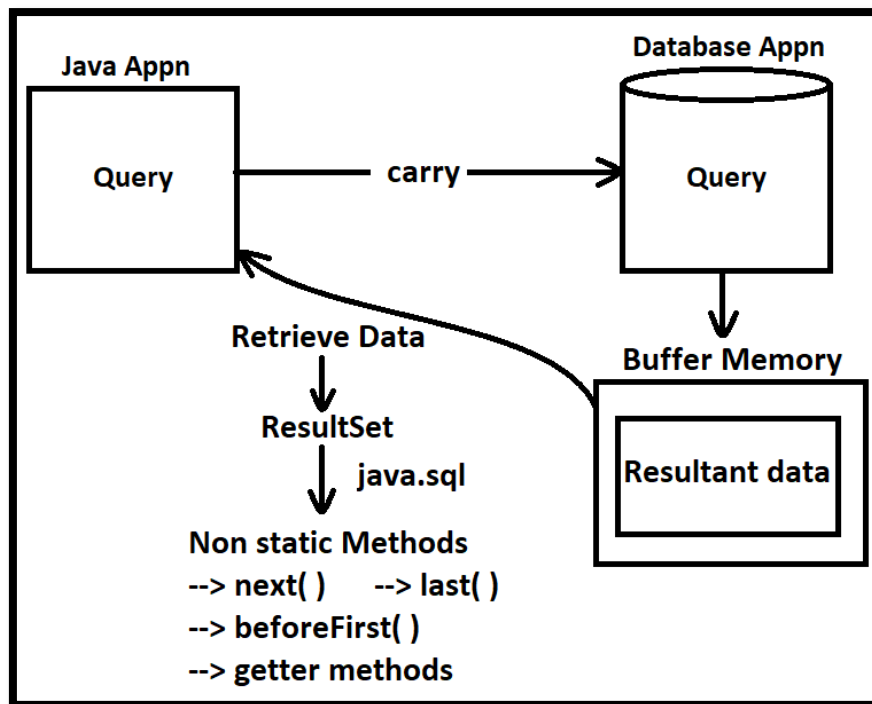 Java Appn
Database Appn
Query
carry
Query
Retrieve Data
Buffer Memory
ResultSet
java.sql
Resultant data
Non static Methods
--> next( )     --> last( )
--> beforeFirst( )
--> getter methods